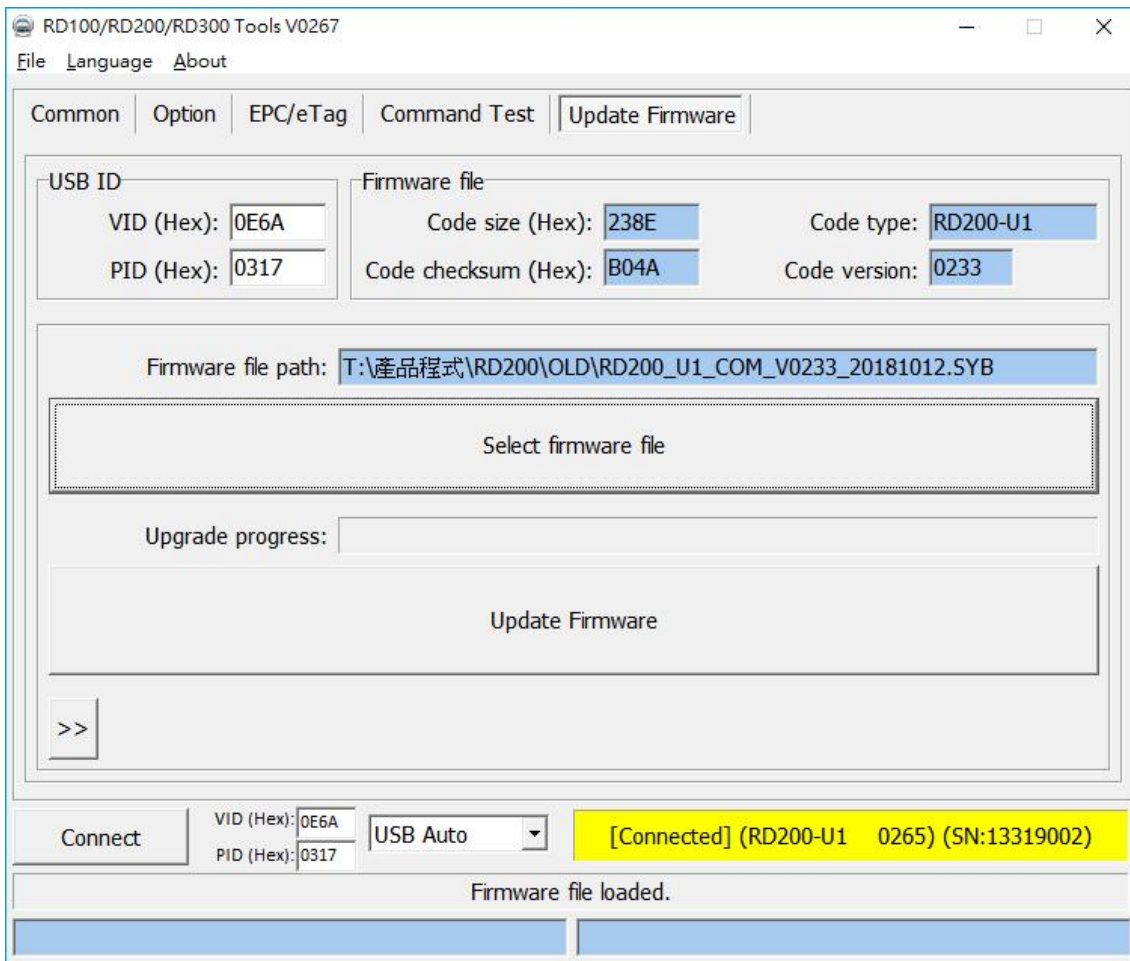 RD100/RD200/RD300 Tools V0267
File Language About
Common Option EPC/eTag Command Test Update Firmware
USB ID
VID (Hex): 0E6A
PID (Hex): 0317
Firmware file
Code size (Hex): 238E Code type: RD200-U1
Code checksum (Hex): B04A Code version: 0233
Firmware file path: T:\產品程式\RD200\OLD\RD200_U1_COM_V0233_20181012.SYB
Select firmware file
Upgrade progress:
Update Firmware
>>
Connect
VID (Hex): 0E6A
PID (Hex): 0317
USB Auto
[Connected] (RD200-U1 0265) (SN:13319002)
Firmware file loaded.